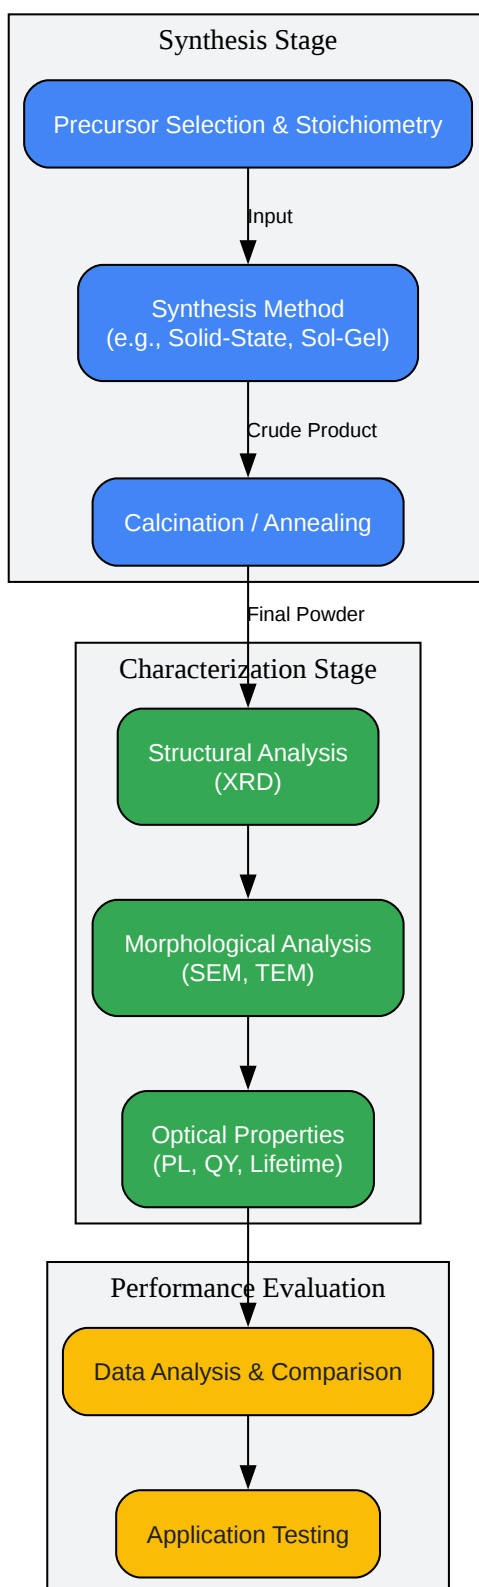 Synthesis Stage
Precursor Selection & Stoichiometry
Input
Synthesis Method
(e.g., Solid-State, Sol-Gel)
Crude Product
Calcination / Annealing
Final Powder
Characterization Stage
Structural Analysis
(XRD)
Morphological Analysis
(SEM, TEM)
Optical Properties
(PL, QY, Lifetime)
Performance Evaluation
Data Analysis & Comparison
Application Testing